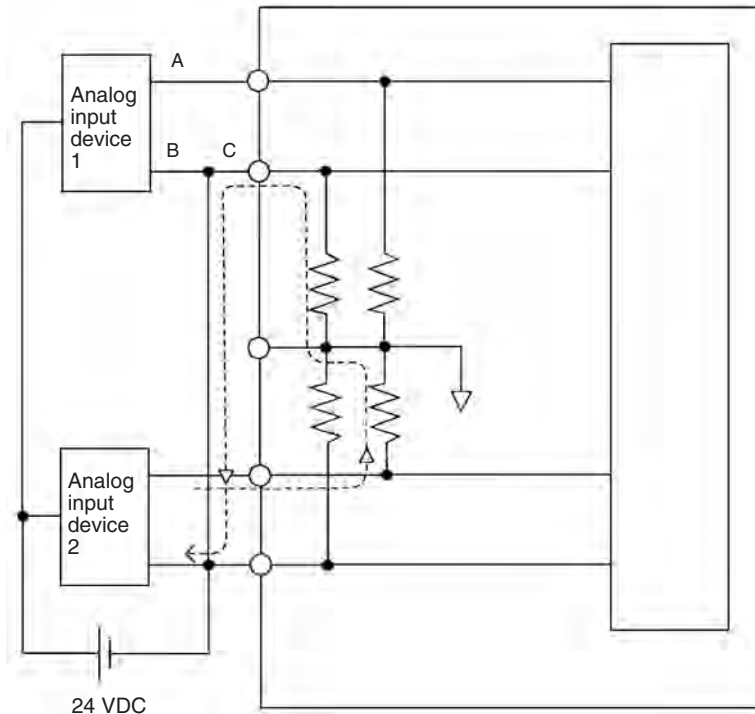 A
Analog
input
device
1
B
C
Analog
input
device
2
24 VDC